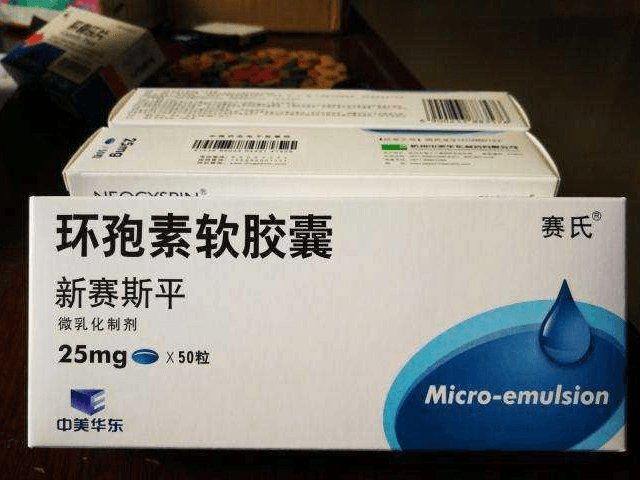 25mg
NEOCYSPIN®
环孢素软胶囊
赛氏®
新赛斯平
微乳化制剂
25mg X 50粒
Micro-emulsion
中美华东